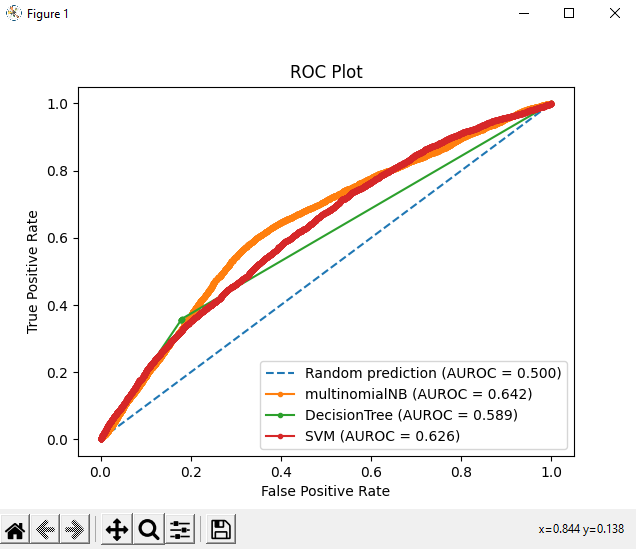 Figure 1
ROC Plot
True Positive Rate
1.0
0.8
0.6
0.4
0.2
0.0
Random prediction (AUROC = 0.500)
multinomialNB (AUROC = 0.642)
DecisionTree (AUROC = 0.589)
SVM (AUROC = 0.626)
0.0 0.2 0.4 0.6 0.8 1.0
False Positive Rate
x=0.844 y=0.138